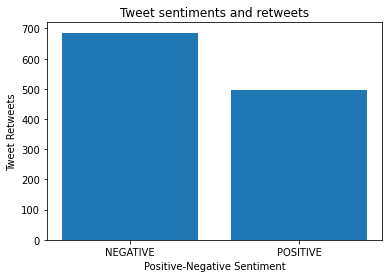 Tweet sentiments and retweets
700
600
500
400
300
200
100
0
Tweet Retweets
NEGATIVE POSITIVE
Positive-Negative Sentiment